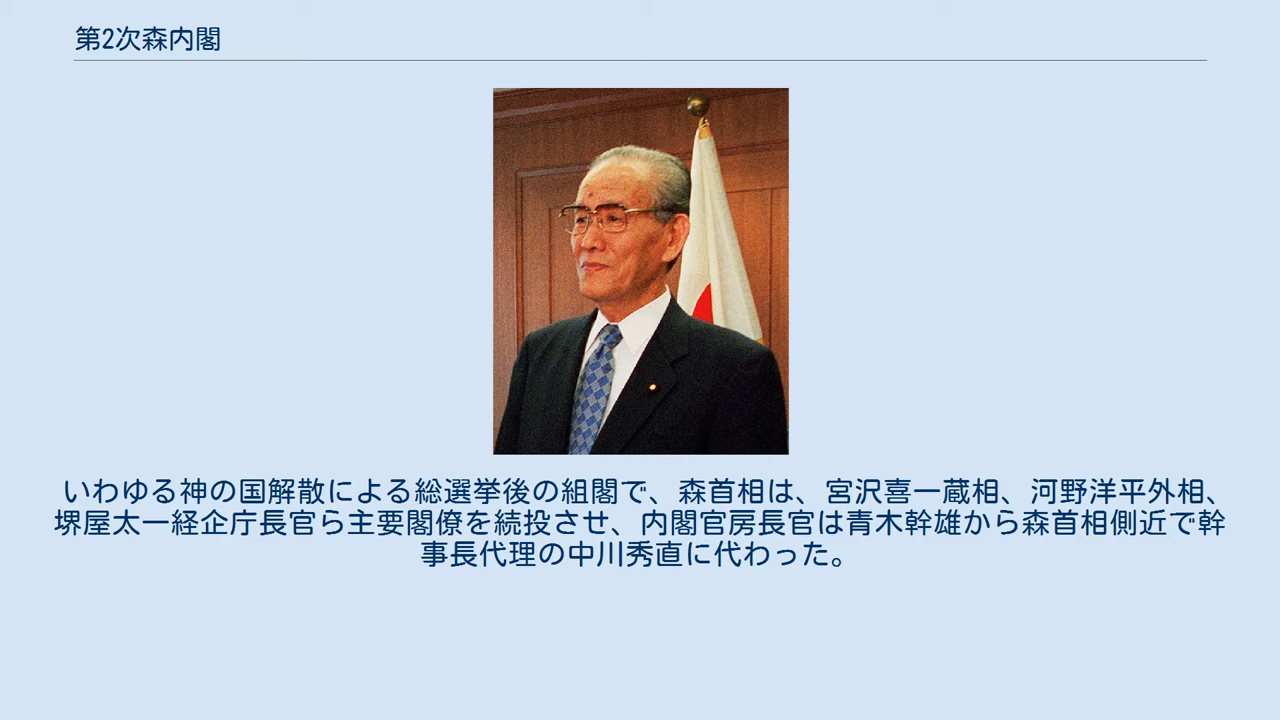 第2次森内閣
いわゆる神の国解散による総選挙後の組閣で、森首相は、宮沢喜一蔵相、河野洋平外相、
堺屋太一経企庁長官ら主要閣僚を続投させ、内閣官房長官は青木幹雄から森首相側近で幹
事長代理の中川秀直に代わった。